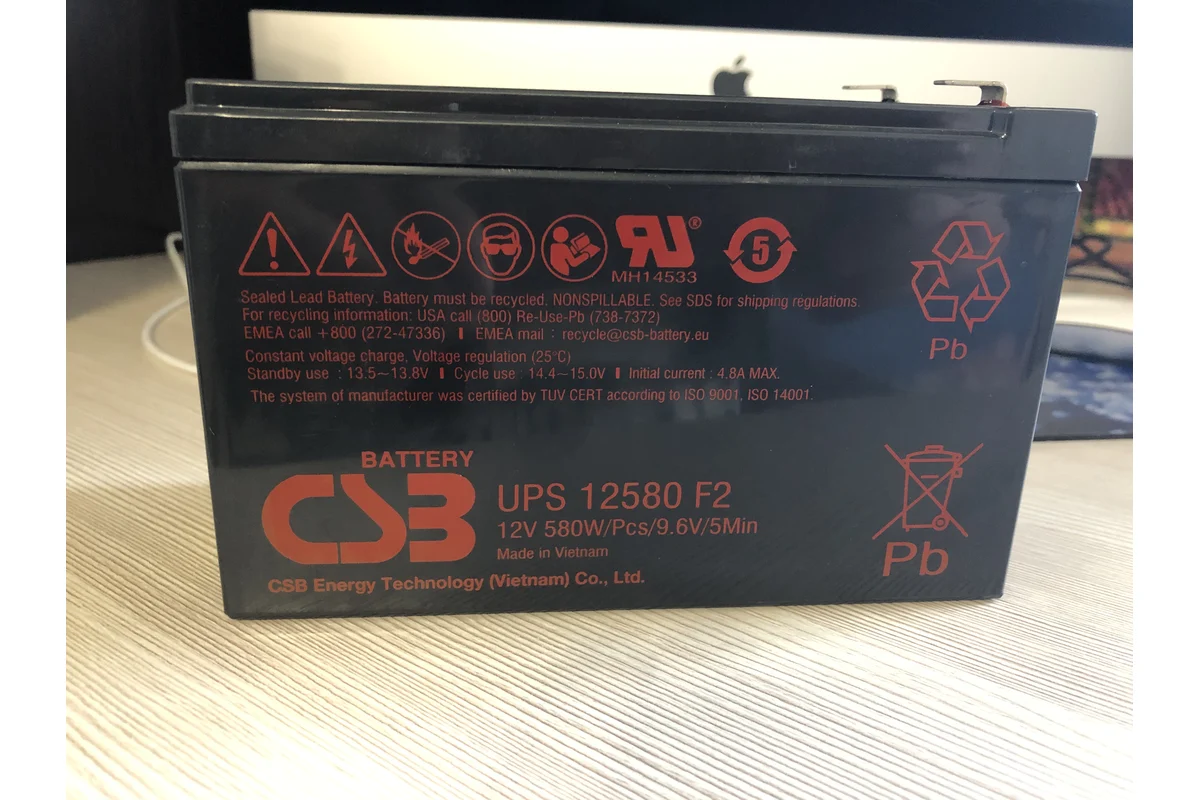 RU®
MH14533
5
Sealed Lead Battery. Battery must be recycled. NONSPILLABLE. See SDS for shipping regulations.
For recycling information: USA call (800) Re-Use-Pb (738-7372)
EMEA call +800 (272-47336) ❙ EMEA mail : recycle@csb-battery.eu
Pb
Constant voltage charge, Voltage regulation (25°C)
Standby use : 13.5~13.8V ❙ Cycle use : 14.4~15.0V ❙ Initial current : 4.8A MAX.
The system of manufacturer was certified by TUV CERT according to ISO 9001, ISO 14001.
BATTERY
CSB
UPS 12580 F2
12V 580W/Pcs/9.6V/5Min
Made in Vietnam
CSB Energy Technology (Vietnam) Co., Ltd.
Pb